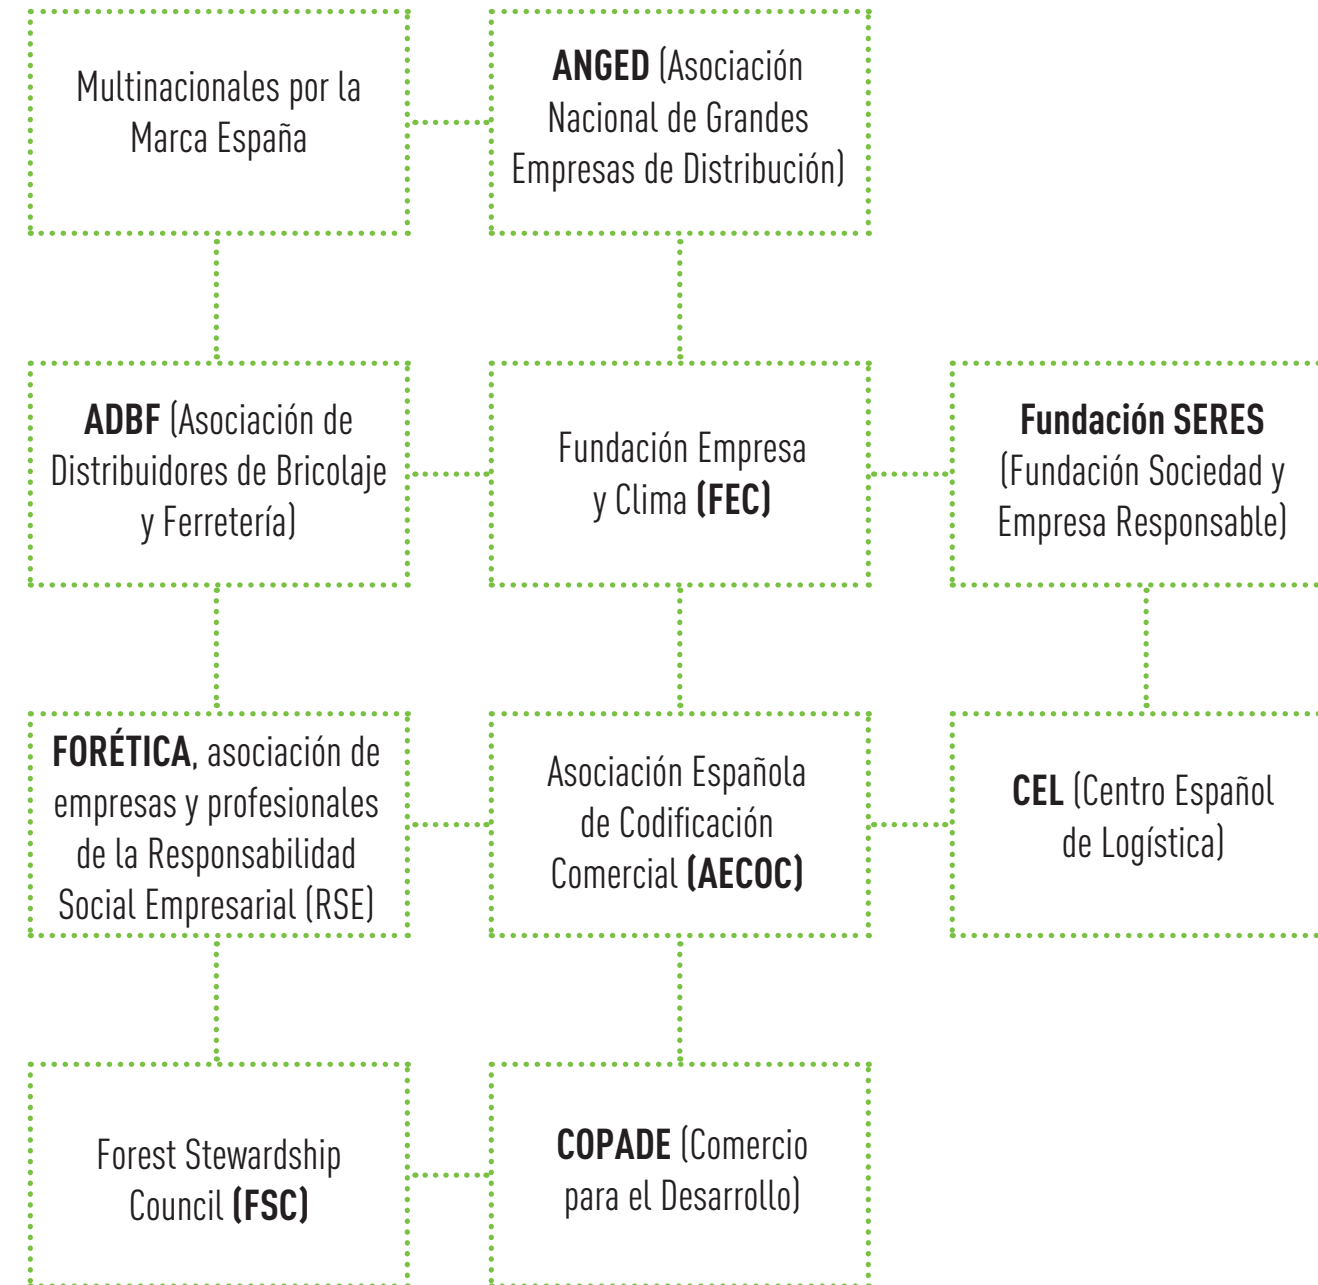 Multinacionales por la
Marca España
ANGED (Asociación
Nacional de Grandes
Empresas de Distribución)
ADBF (Asociación de
Distribuidores de Bricolaje
y Ferretería)
Fundación Empresa
y Clima (FEC)
Fundación SERES
(Fundación Sociedad y
Empresa Responsable)
FORÉTICA, asociación de
empresas y profesionales
de la Responsabilidad
Social Empresarial (RSE)
Asociación Española
de Codificación
Comercial (AECOC)
CEL (Centro Español
de Logística)
Forest Stewardship
Council (FSC)
COPADE (Comercio
para el Desarrollo)